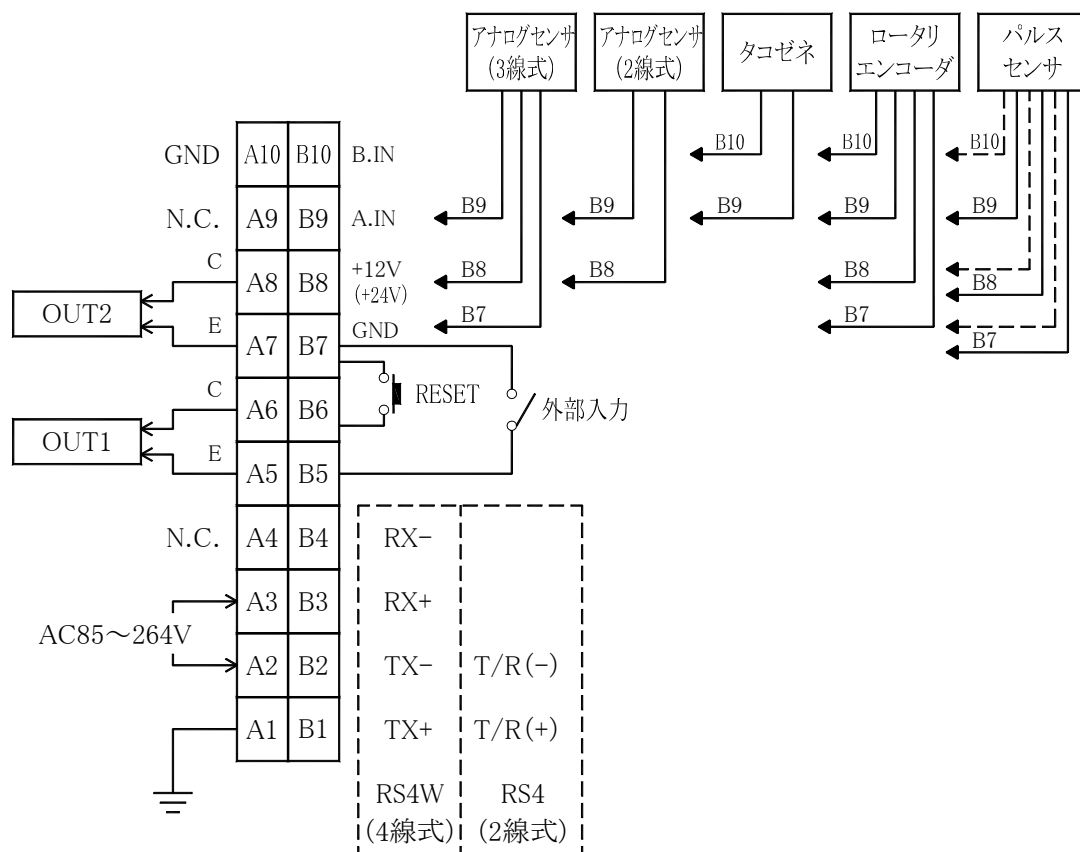 アナログセンサ
(3線式)
アナログセンサ
(2線式)
タコゼネ
ロータリ
エンコーダ
パルス
センサ
GND A10 B10 B.IN B10 B10 B10
N.C. A9 B9 A.IN B9 B9 B9 B9 B9
C A8 B8 +12V
(+24V)
B8 B8 B8 B8
OUT2
E A7 B7 GND B7 B7 B7
C A6 B6 RESET 外部入力
OUT1
E A5 B5
N.C. A4 B4 RX-
A3 B3 RX+
AC85～264V
A2 B2 TX- T/R(-)
A1 B1 TX+ T/R(+)
RS4W RS4
(4線式) (2線式)